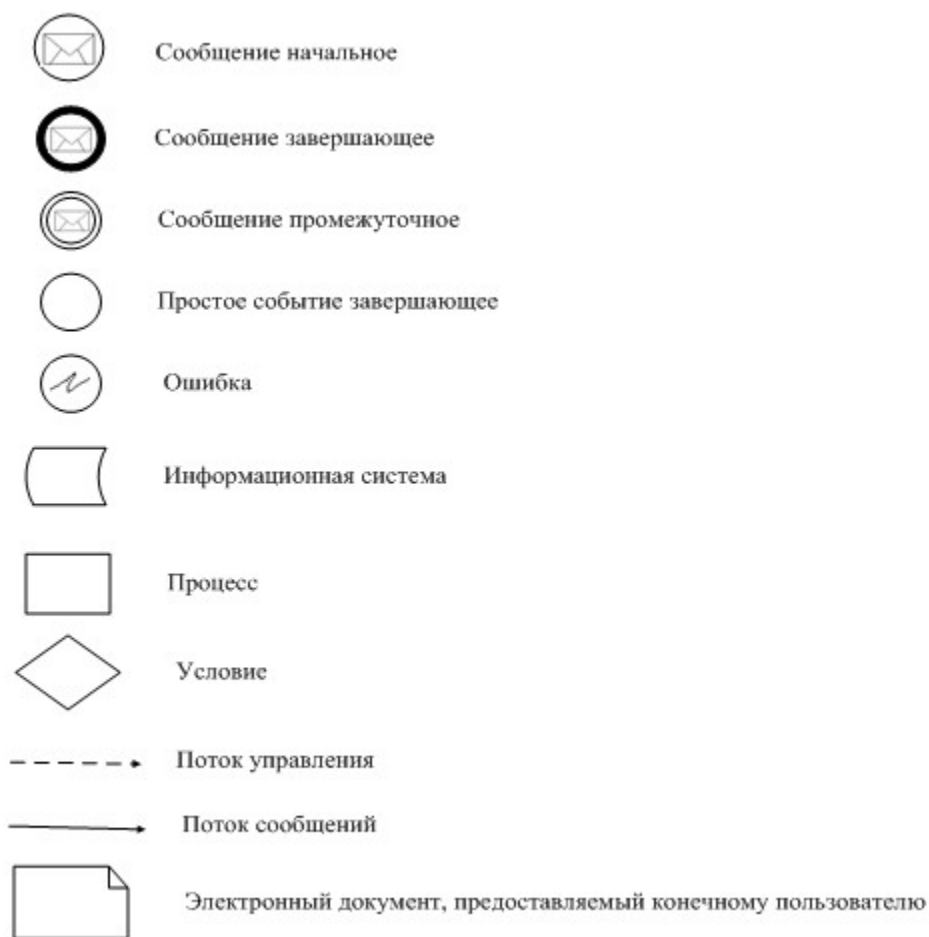 Сообщение начальное
Сообщение завершающее
Сообщение промежуточное
Простое событие завершающее
Ошибка
Информационная система
Процесс
Условие
Поток управления
Поток сообщений
Электронный документ, предоставляемый конечному пользователю